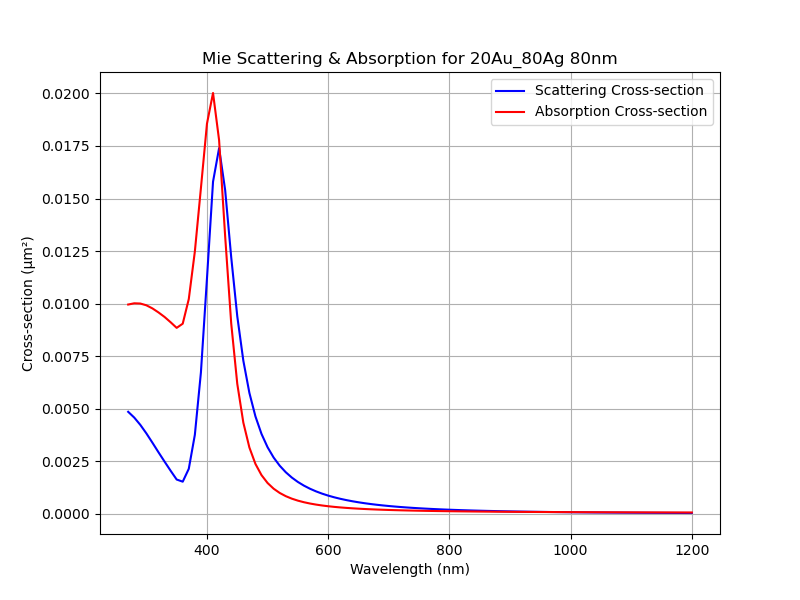 Mie Scattering & Absorption for 20Au_80Ag 80nm
Scattering Cross-section
Absorption Cross-section
Cross-section (μm²)
0.0200
0.0175
0.0150
0.0125
0.0100
0.0075
0.0050
0.0025
0.0000
400 600 800 1000 1200
Wavelength (nm)